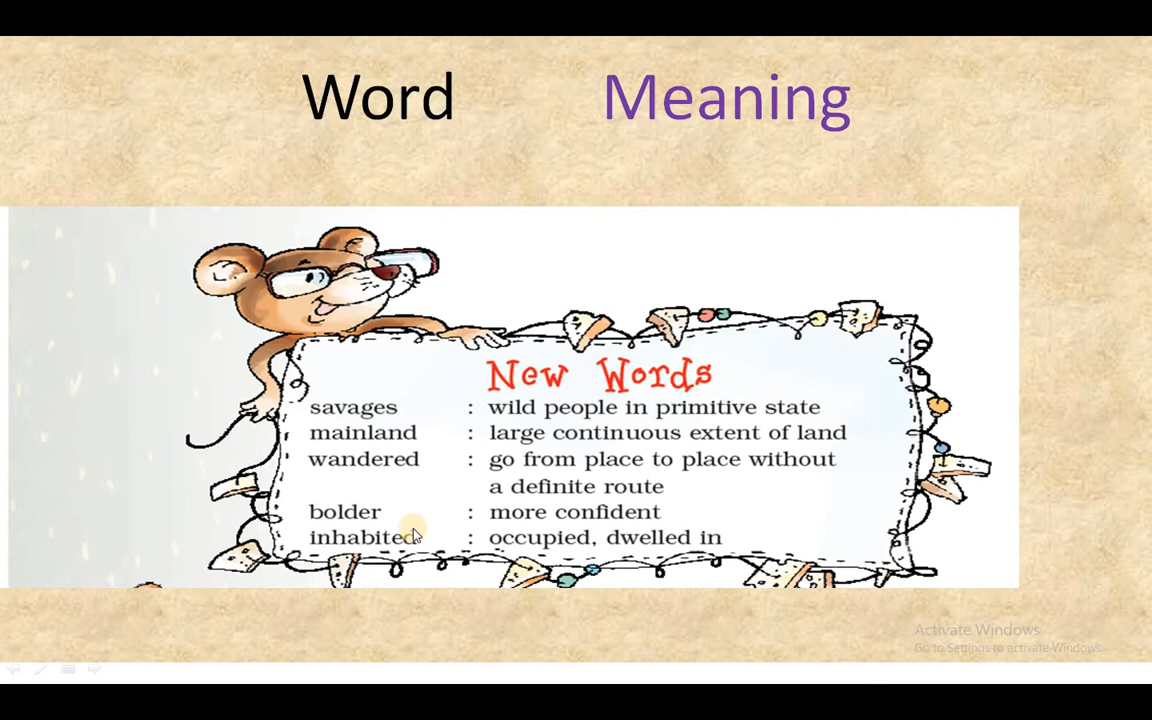 Word Meaning
New Words
savages : wild people in primitive state
mainland : large continuous extent of land
wandered : go from place to place without
a definite route
bolder : more confident
inhabited : occupied, dwelled in
Activate Windows
Go to Settings to activate Windows.